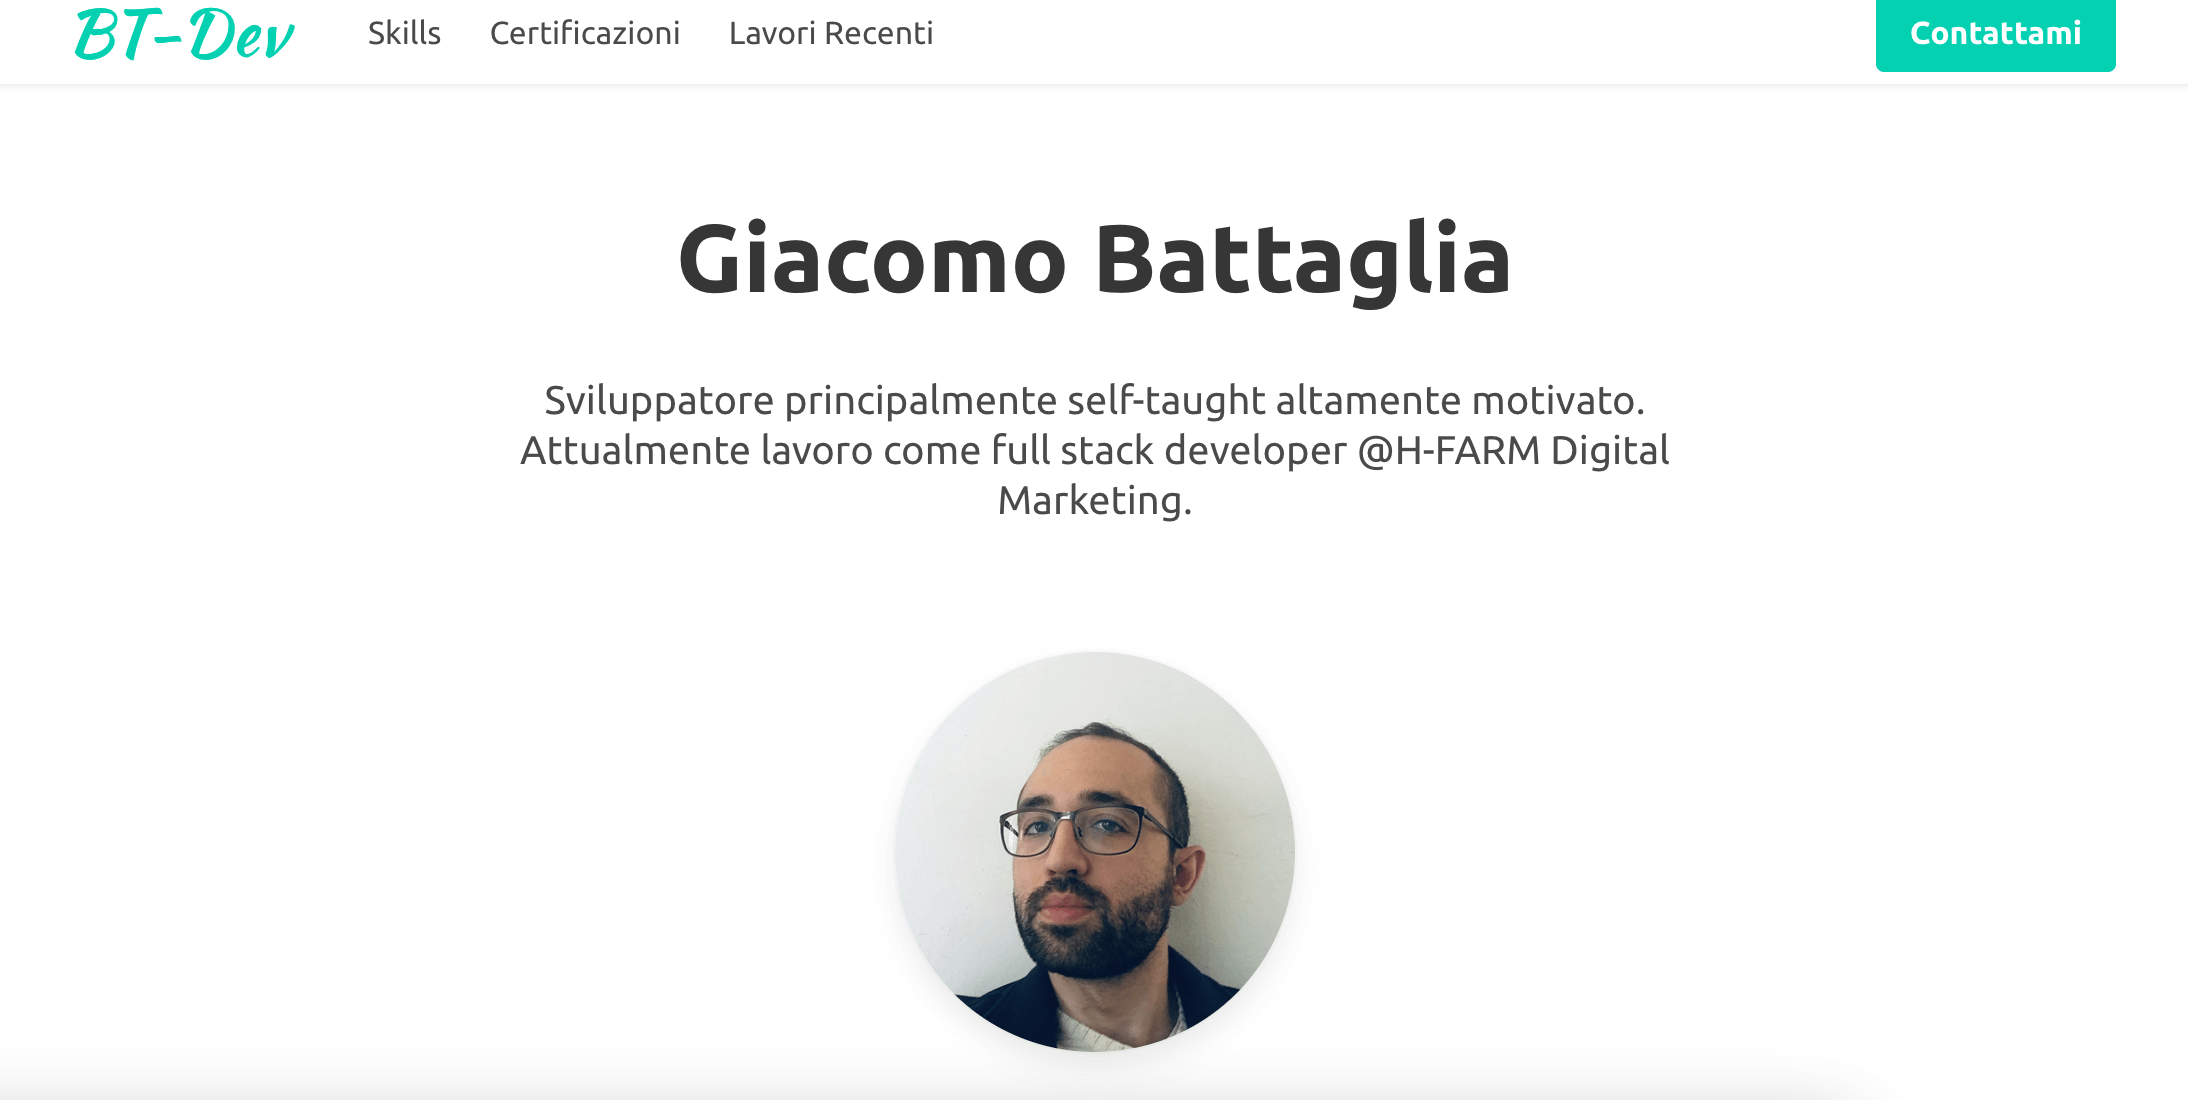 BT-Dev
Skills
Certificazioni
Lavori Recenti
Contattami
Giacomo Battaglia
Sviluppatore principalmente self-taught altamente motivato.
Attualmente lavoro come full stack developer @H-FARM Digital
Marketing.